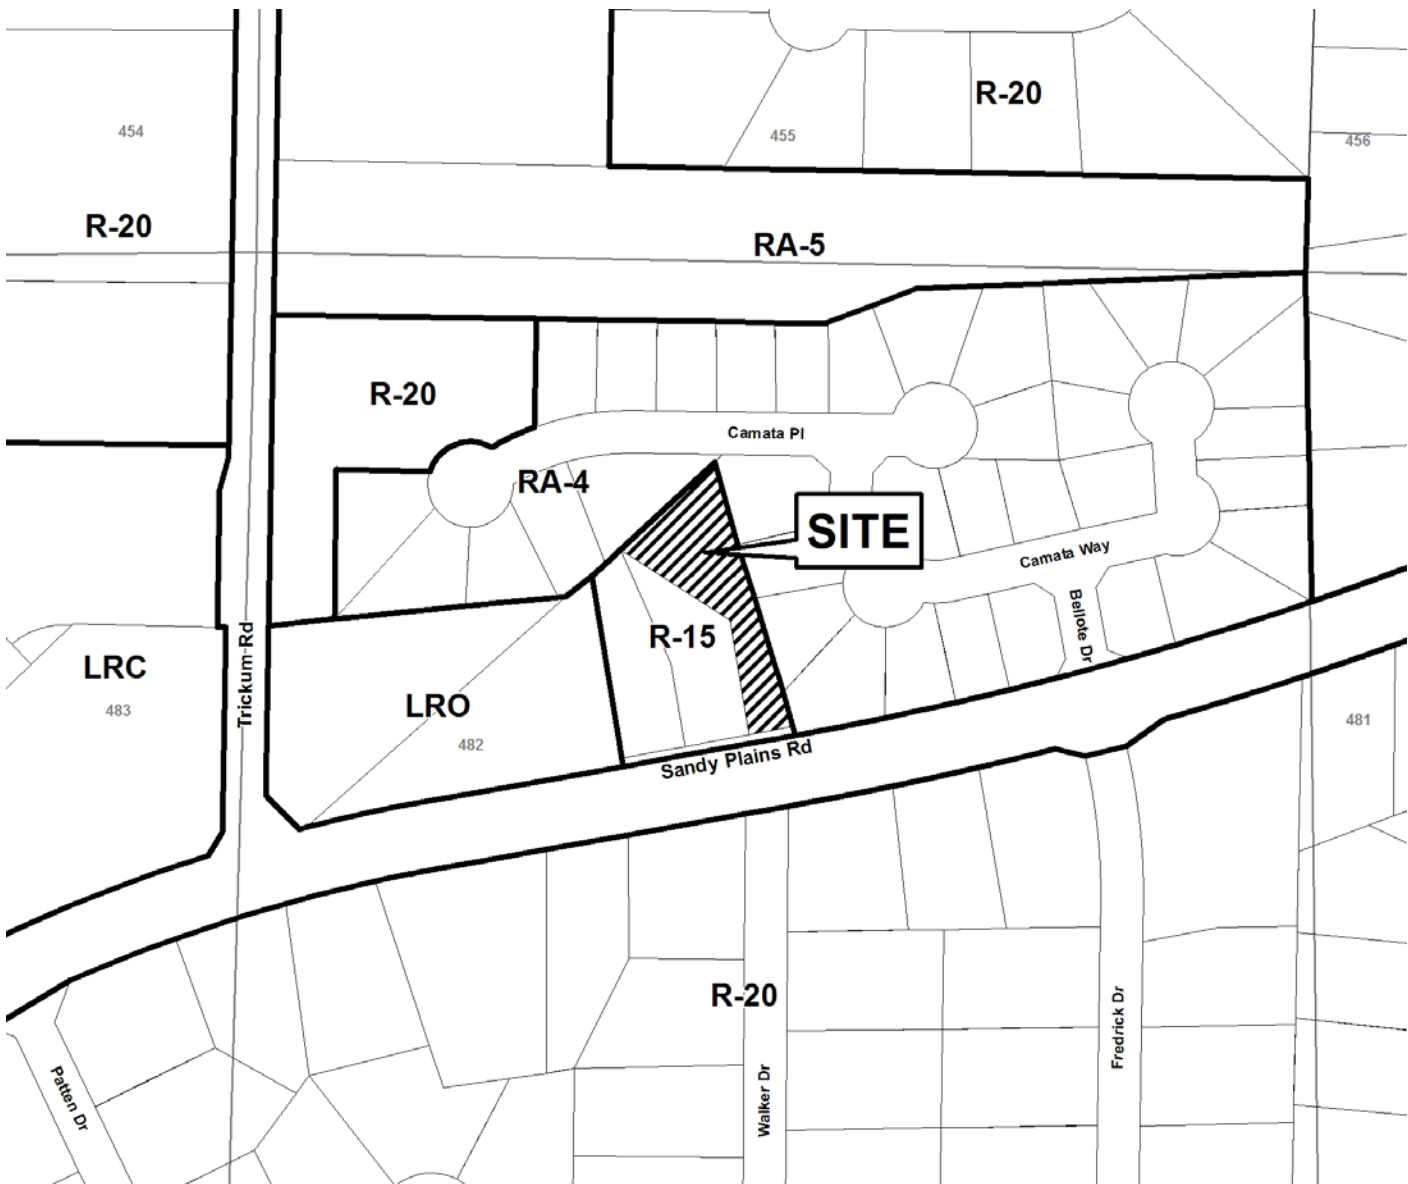 R-20
454
455
456
R-20
RA-5
R-20
Camata Pl
RA-4
SITE
Camata Way
Bellote Dr
R-15
LRC
Trickum Rd
LRO
483
482
481
Sandy Plains Rd
R-20
Fredrick Dr
Patten Dr
Walker Dr